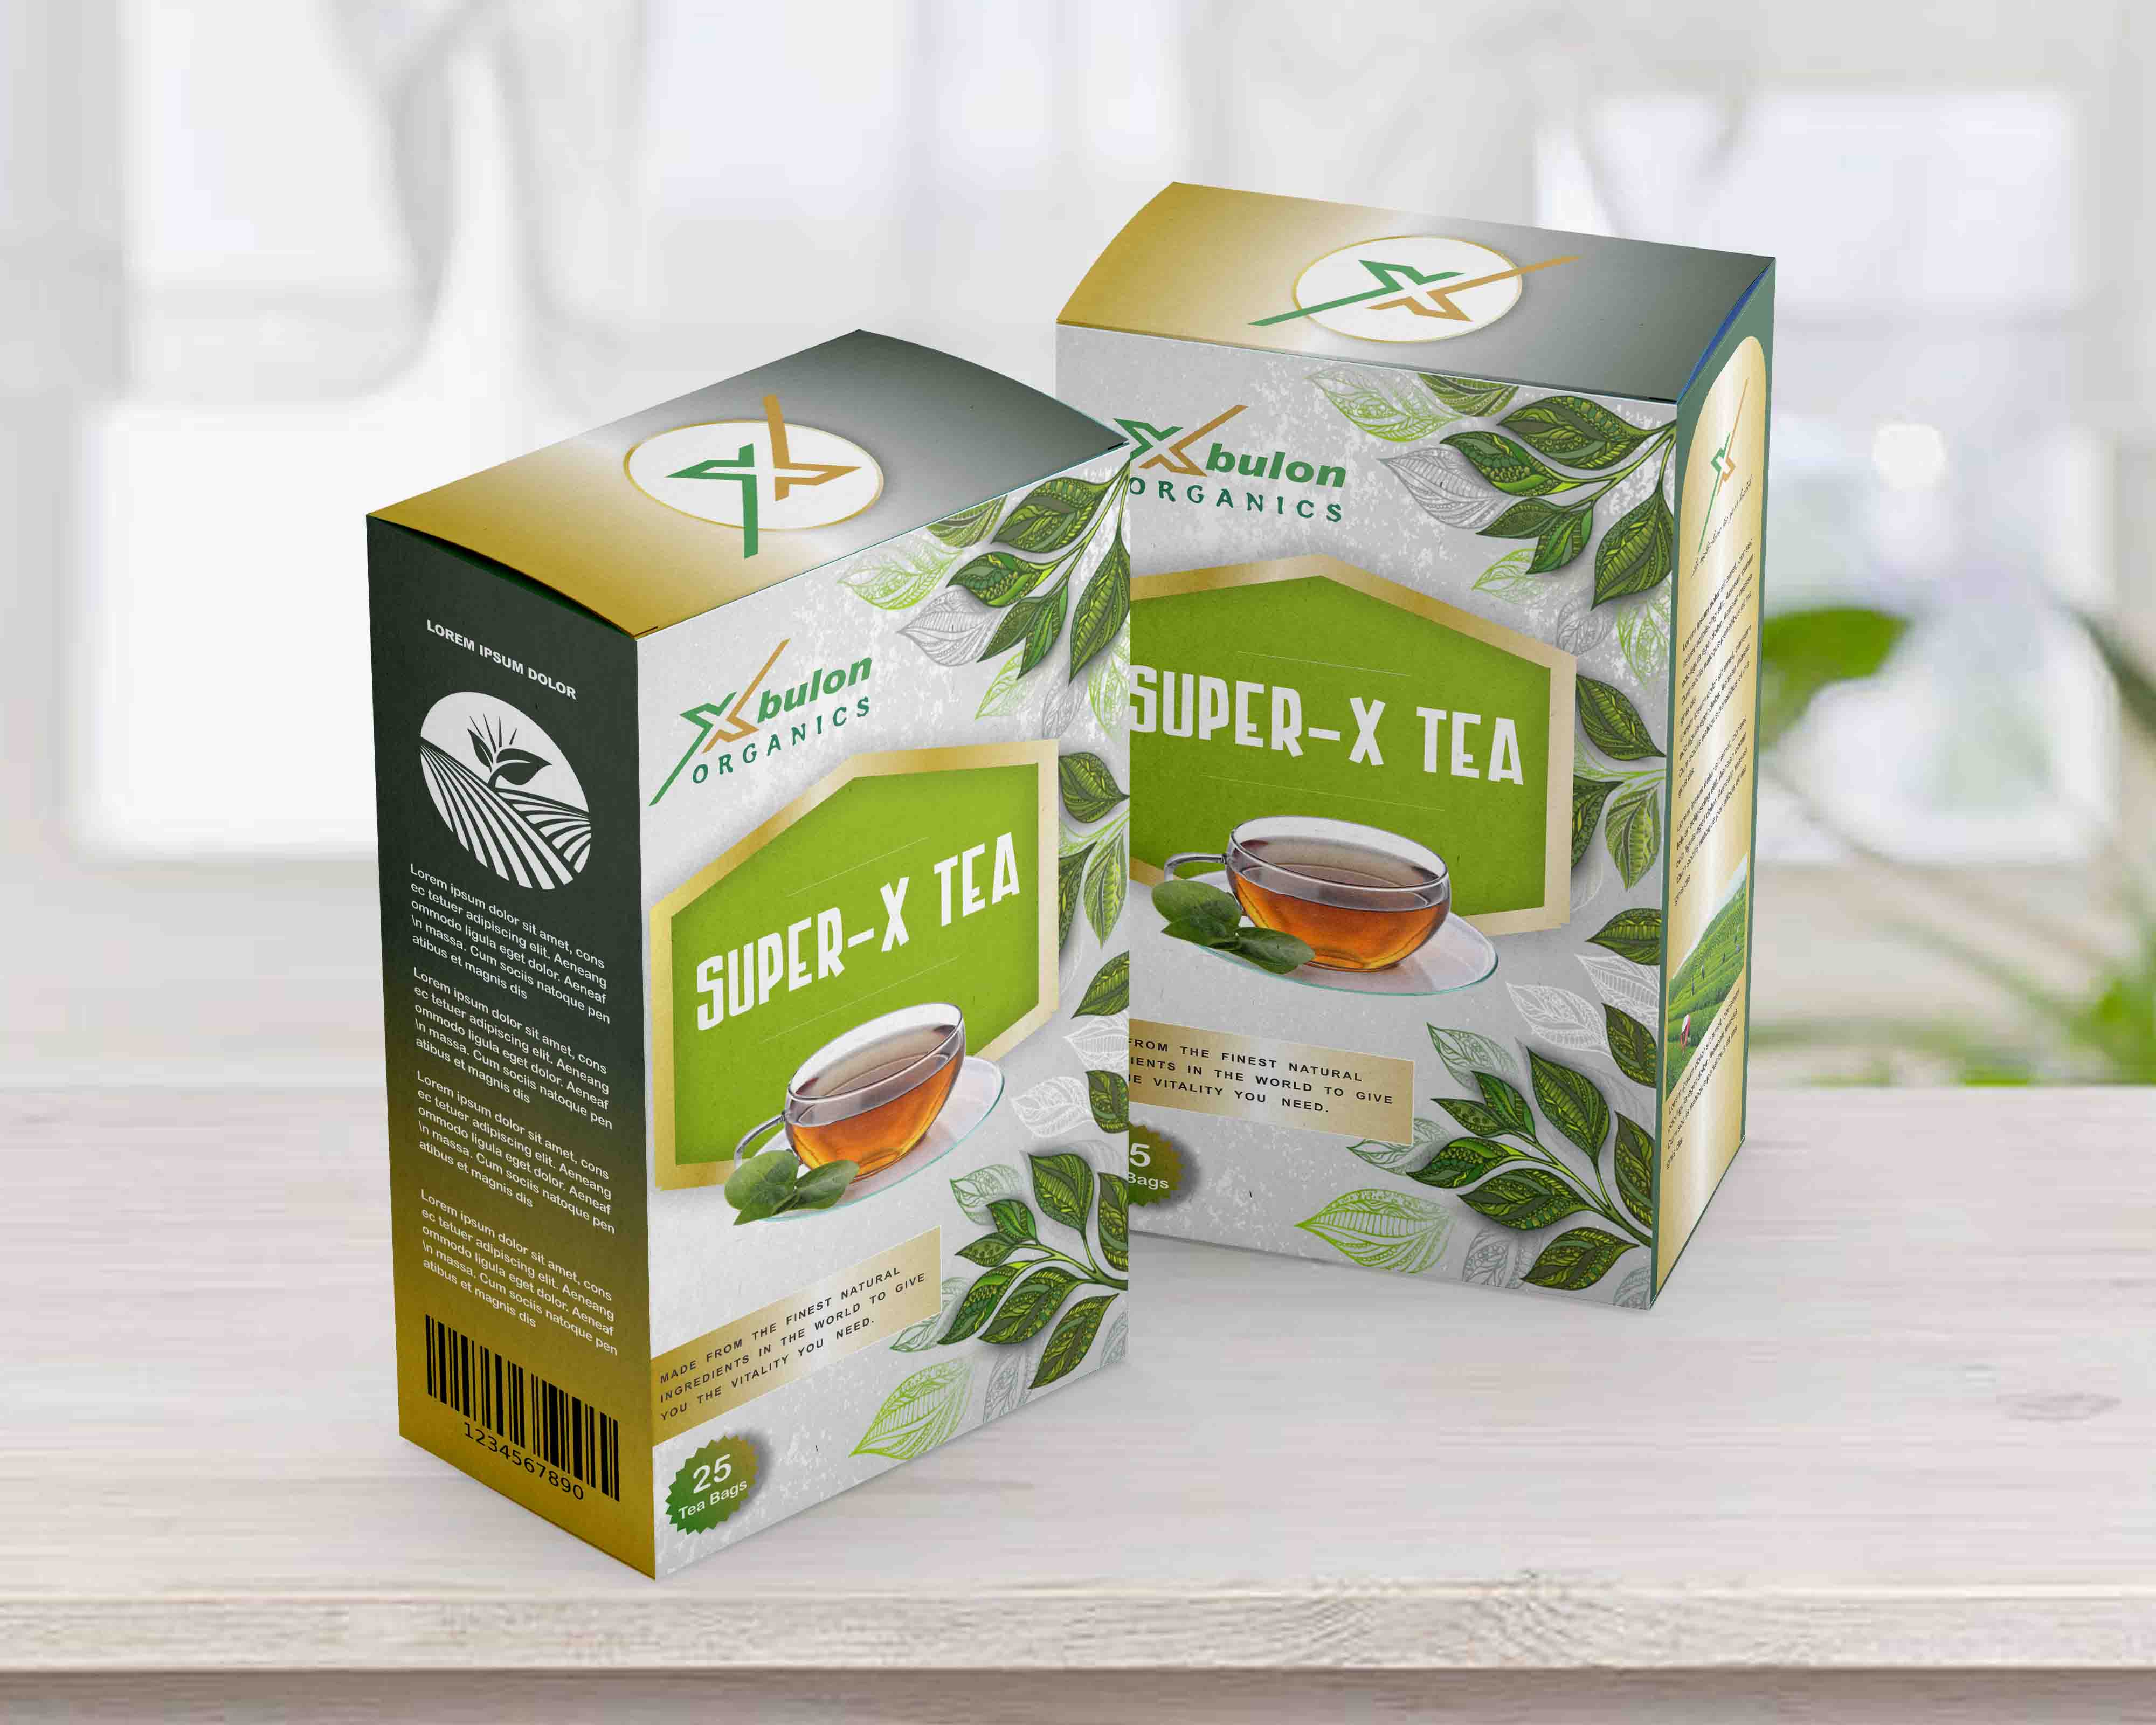 LOREM IPSUM DOLOR
Lorem ipsum dolor sit amet, cons
ec tetuer adipiscing elit. Aeneang
ommodo ligula eget dolor. Aeneaf
\n massa. Cum sociis natoque pen
atibus et magnis dis
Lorem ipsum dolor sit amet, cons
ec tetuer adipiscing elit. Aeneang
ommodo ligula eget dolor. Aeneaf
\n massa. Cum sociis natoque pen
atibus et magnis dis
Lorem ipsum dolor sit amet, cons
ec tetuer adipiscing elit. Aeneang
ommodo ligula eget dolor. Aeneaf
\n massa. Cum sociis natoque pen
atibus et magnis dis
Lorem ipsum dolor sit amet, cons
ec tetuer adipiscing elit. Aeneang
ommodo ligula eget dolor. Aeneaf
\n massa. Cum sociis natoque pen
atibus et magnis dis
1234567890
Xbulon
ORGANICS
SUPER-X TEA
MADE FROM THE FINEST NATURAL
INGREDIENTS IN THE WORLD TO GIVE
YOU THE VITALITY YOU NEED.
25
Tea Bags
Xbulon
ORGANICS
SUPER-X TEA
FROM THE FINEST NATURAL
IENTS IN THE WORLD TO GIVE
E VITALITY YOU NEED.
5
Bags